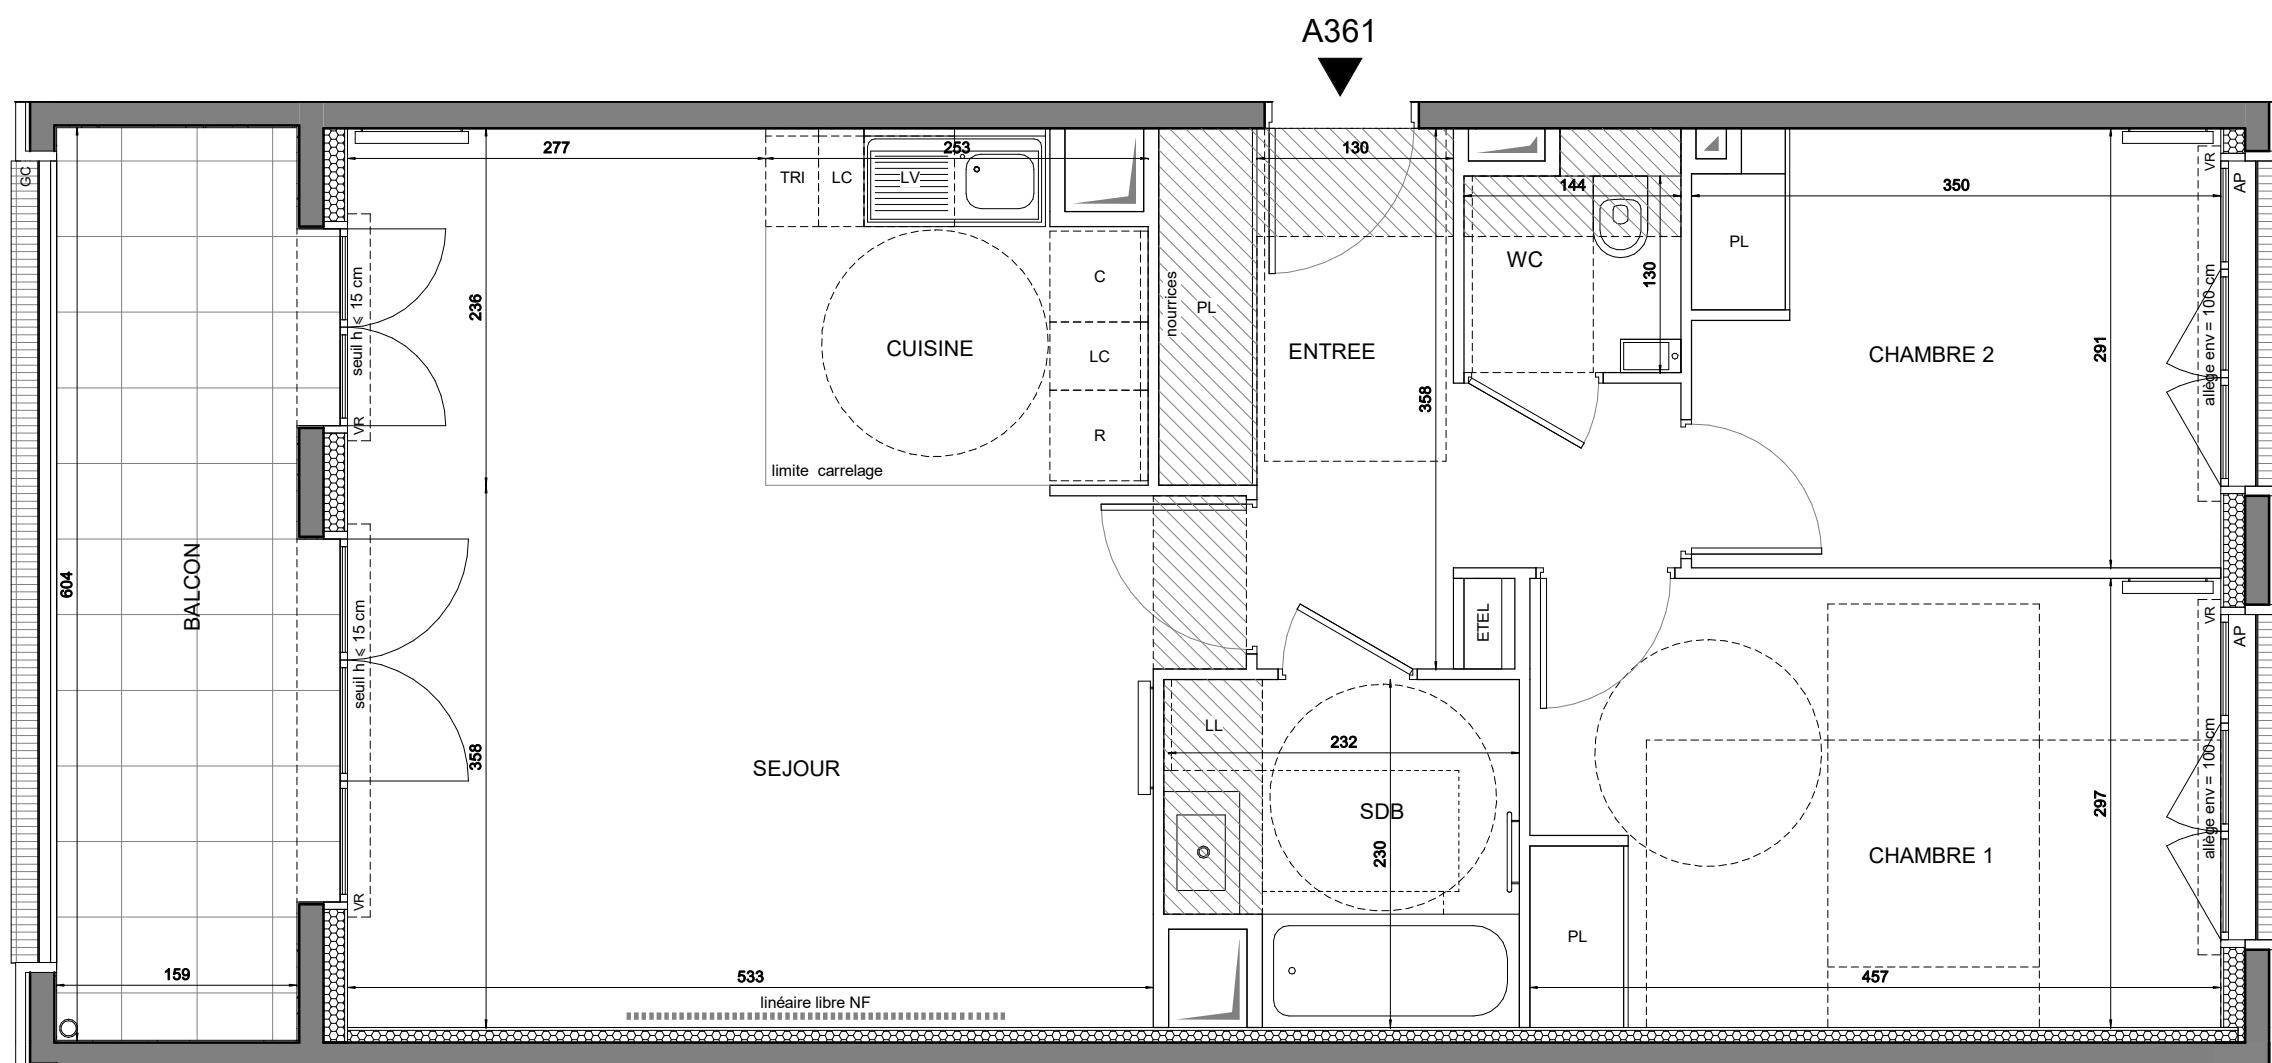 A361
277
253
130
TRI
LC
LV
144
350
GC
VR
AP
PL
WC
130
seuil h ⩽ 15 cm
236
C
nourrices
PL
allège env = 100 cm
CUISINE
LC
ENTREE
CHAMBRE 2
291
358
VR
R
limite carrelage
BALCON
604
seuil h ⩽ 15 cm
ETEL
VR
AP
LL
232
358
SEJOUR
SDB
230
allège env = 100 cm
297
CHAMBRE 1
VR
PL
159
533
457
linéaire libre NF